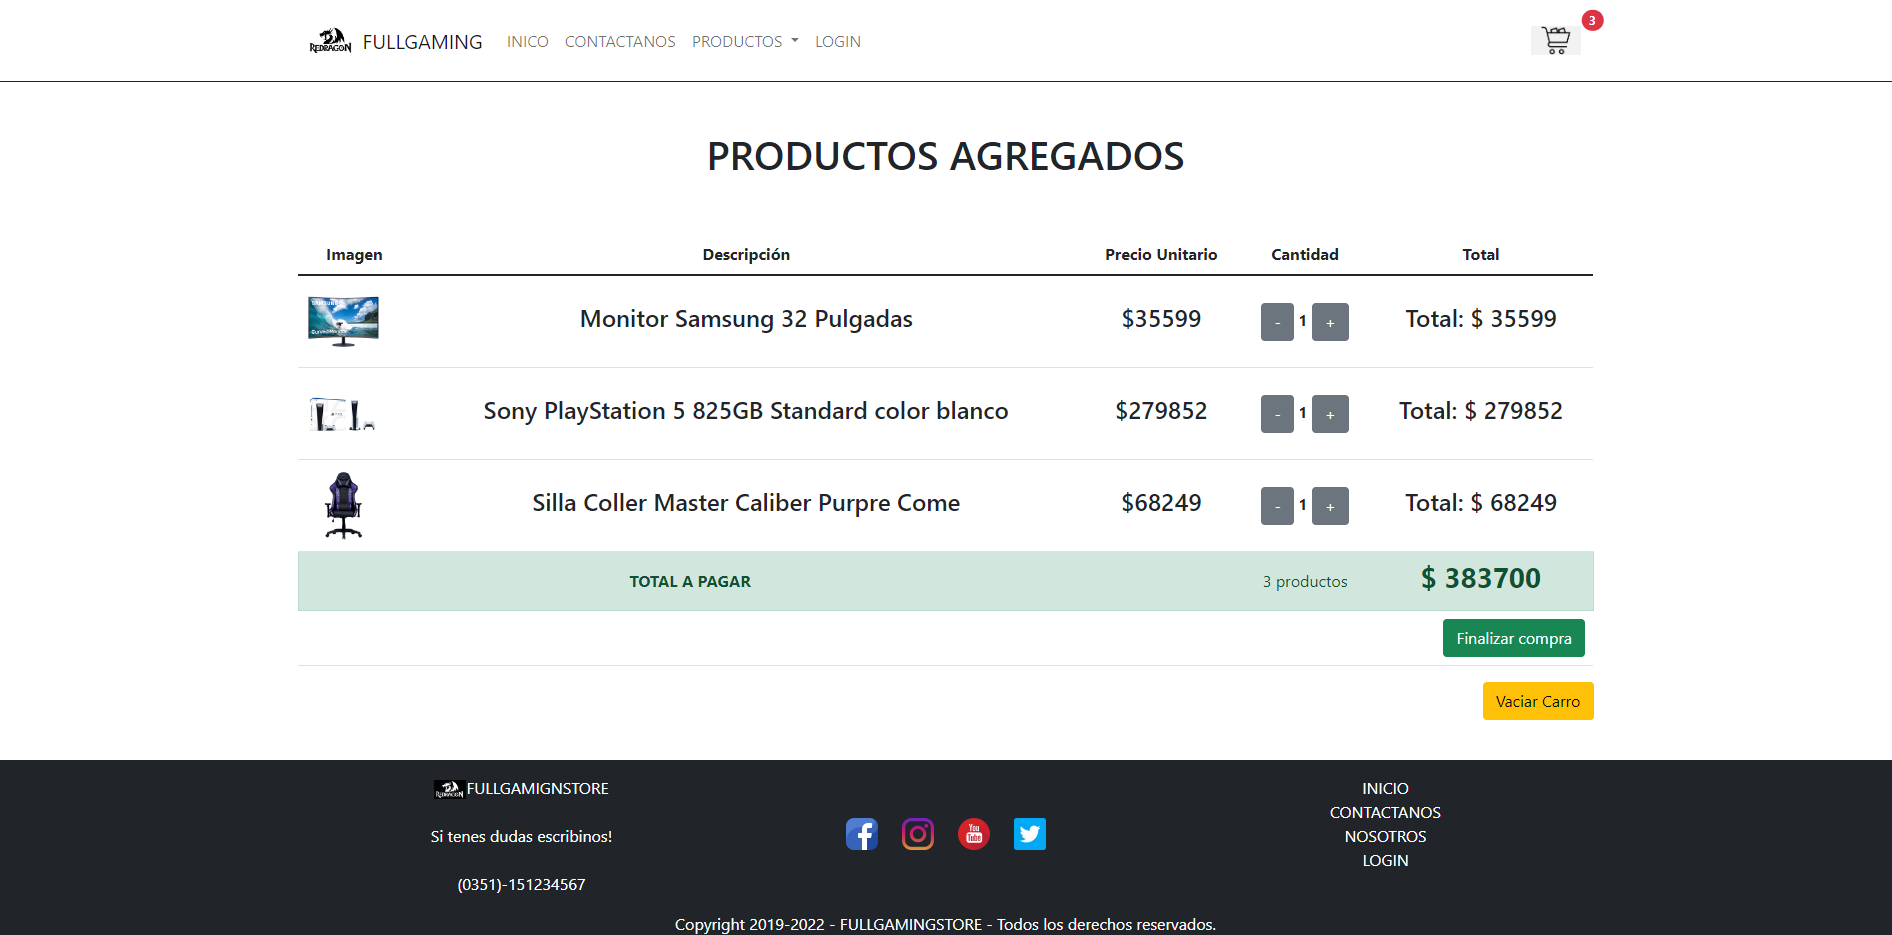 REDRAGON FULLGAMING INICO CONTACTANOS PRODUCTOS LOGIN 3
PRODUCTOS AGREGADOS
Imagen Descripción Precio Unitario Cantidad Total
Monitor Samsung 32 Pulgadas $35599 - 1 + Total: $ 35599
Sony PlayStation 5 825GB Standard color blanco $279852 - 1 + Total: $ 279852
Silla Coller Master Caliber Purpre Come $68249 - 1 + Total: $ 68249
TOTAL A PAGAR 3 productos $ 383700
Finalizar compra
Vaciar Carro
REDRAGON FULLGAMIGNSTORE
Si tenes dudas escribinos!
(0351)-151234567
You Tube
INICIO
CONTACTANOS
NOSOTROS
LOGIN
Copyright 2019-2022 - FULLGAMINGSTORE - Todos los derechos reservados.